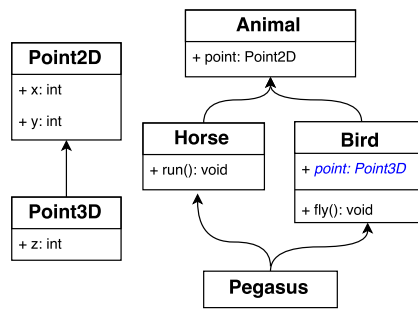 Animal
+ point: Point2D
Point2D
+ x: int
+ y: int
Horse
+ run(): void
Bird
+ point: Point3D
+ fly(): void
Point3D
+ z: int
Pegasus